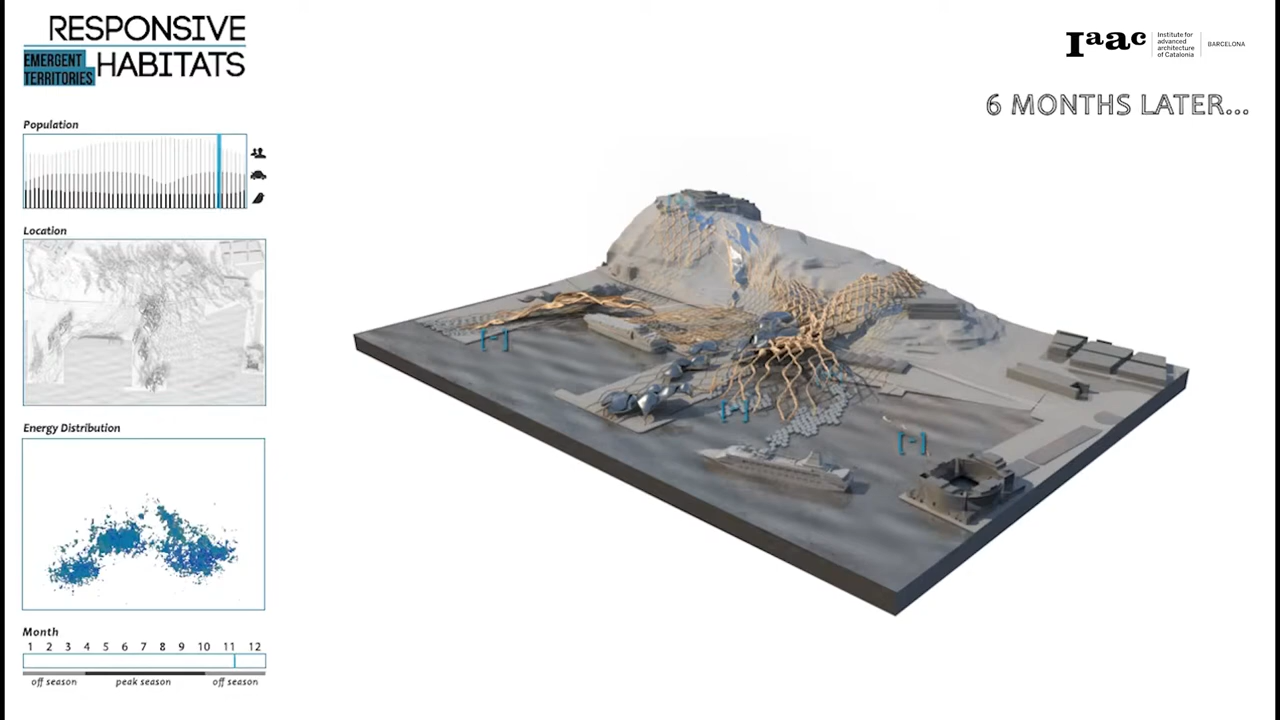 RESPONSIVE
EMERGENT
TERRITORIES
HABITATS
Iaac
Institute for
advanced
architecture
of Catalonia
BARCELONA
6 MONTHS LATER...
Population
Location
Energy Distribution
Month
1 2 3 4 5 6 7 8 9 10 11 12
off season peak season off season